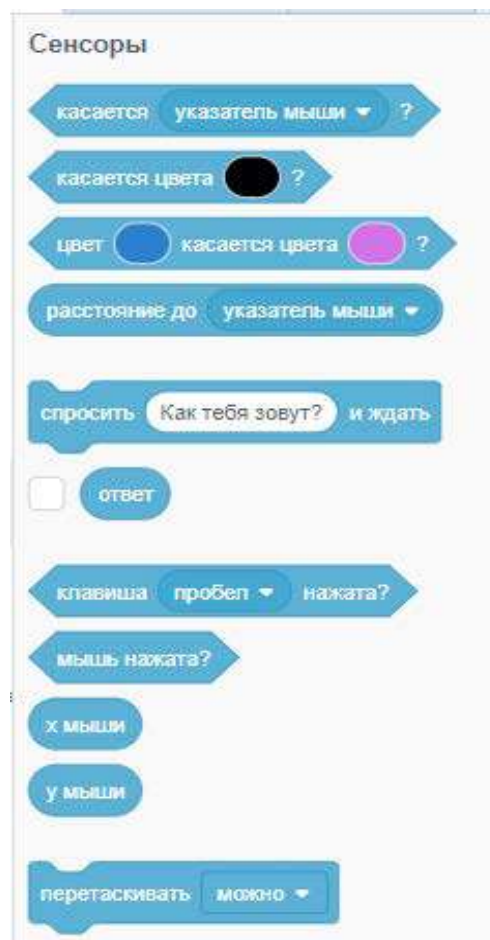 Сенсоры
касается указатель мыши ?
касается цвета ?
цвет касается цвета ?
расстояние до указатель мыши
спросить Как тебя зовут? и ждать
ответ
клавиша пробел нажата?
мышь нажата?
х мыши
у мыши
перетаскивать можно